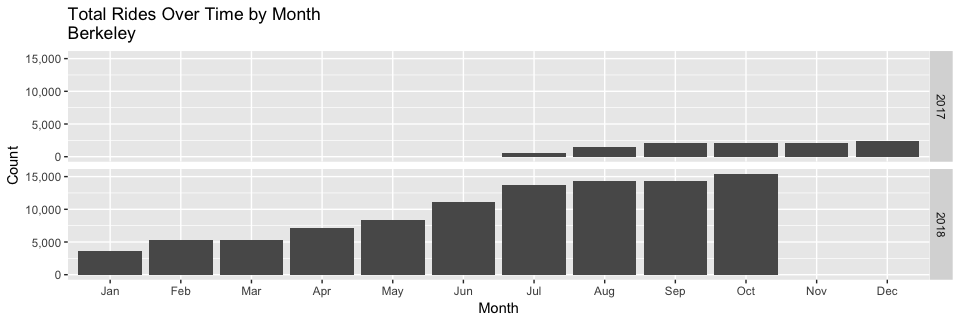 Total Rides Over Time by Month
Berkeley
15,000
10,000
5,000
0
2017
Count
15,000
10,000
5,000
0
2018
Jan Feb Mar Apr May Jun Jul Aug Sep Oct Nov Dec
Month